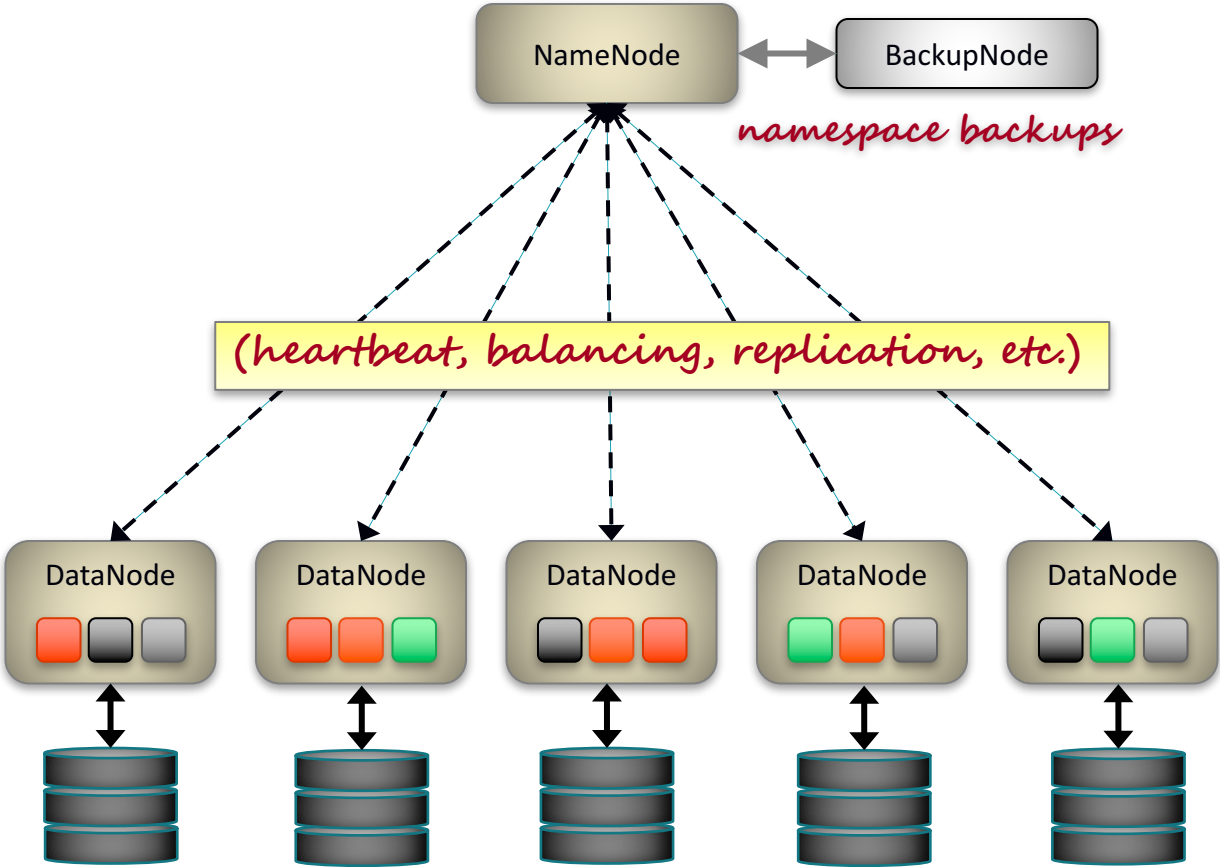 NameNode
BackupNode
namespace backups
(heartbeat, balancing, replication, etc.)
DataNode
DataNode
DataNode
DataNode
DataNode